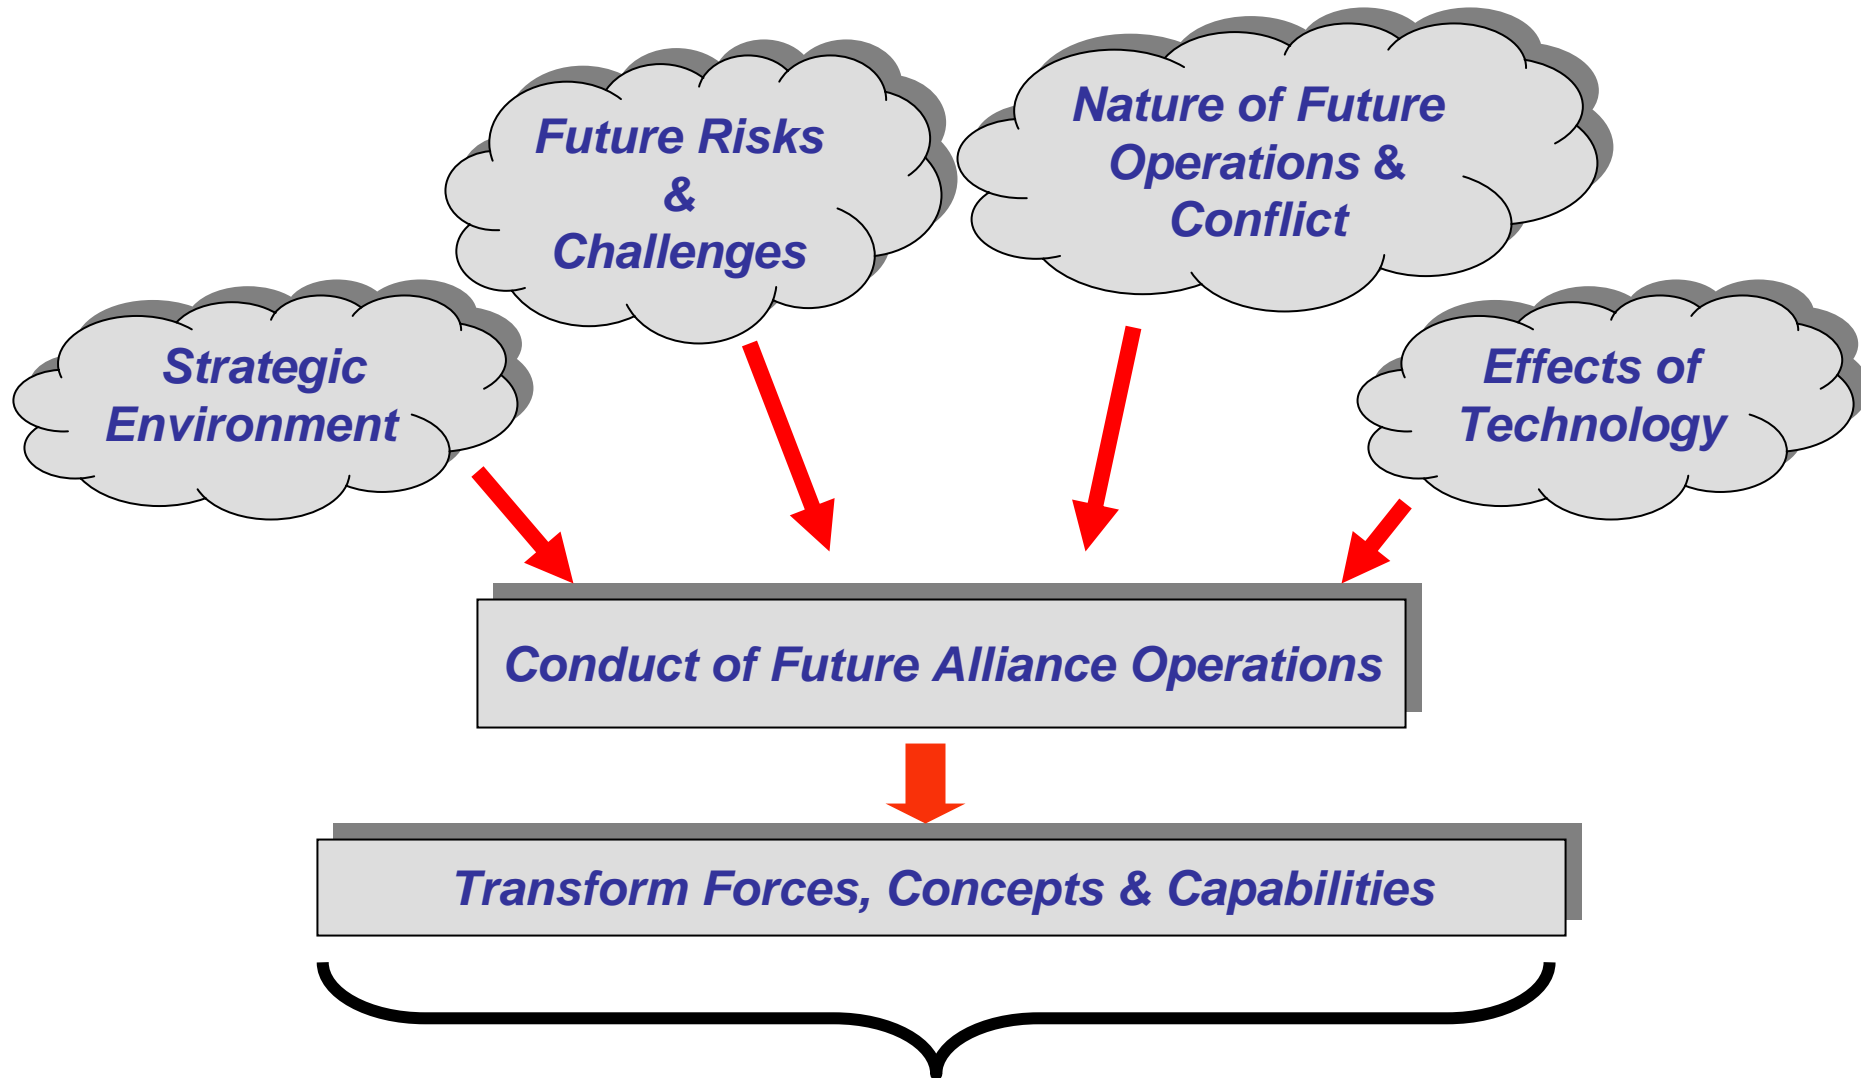 Future Risks
&
Challenges
Nature of Future
Operations &
Conflict
Strategic
Environment
Effects of
Technology
Conduct of Future Alliance Operations
Transform Forces, Concepts & Capabilities